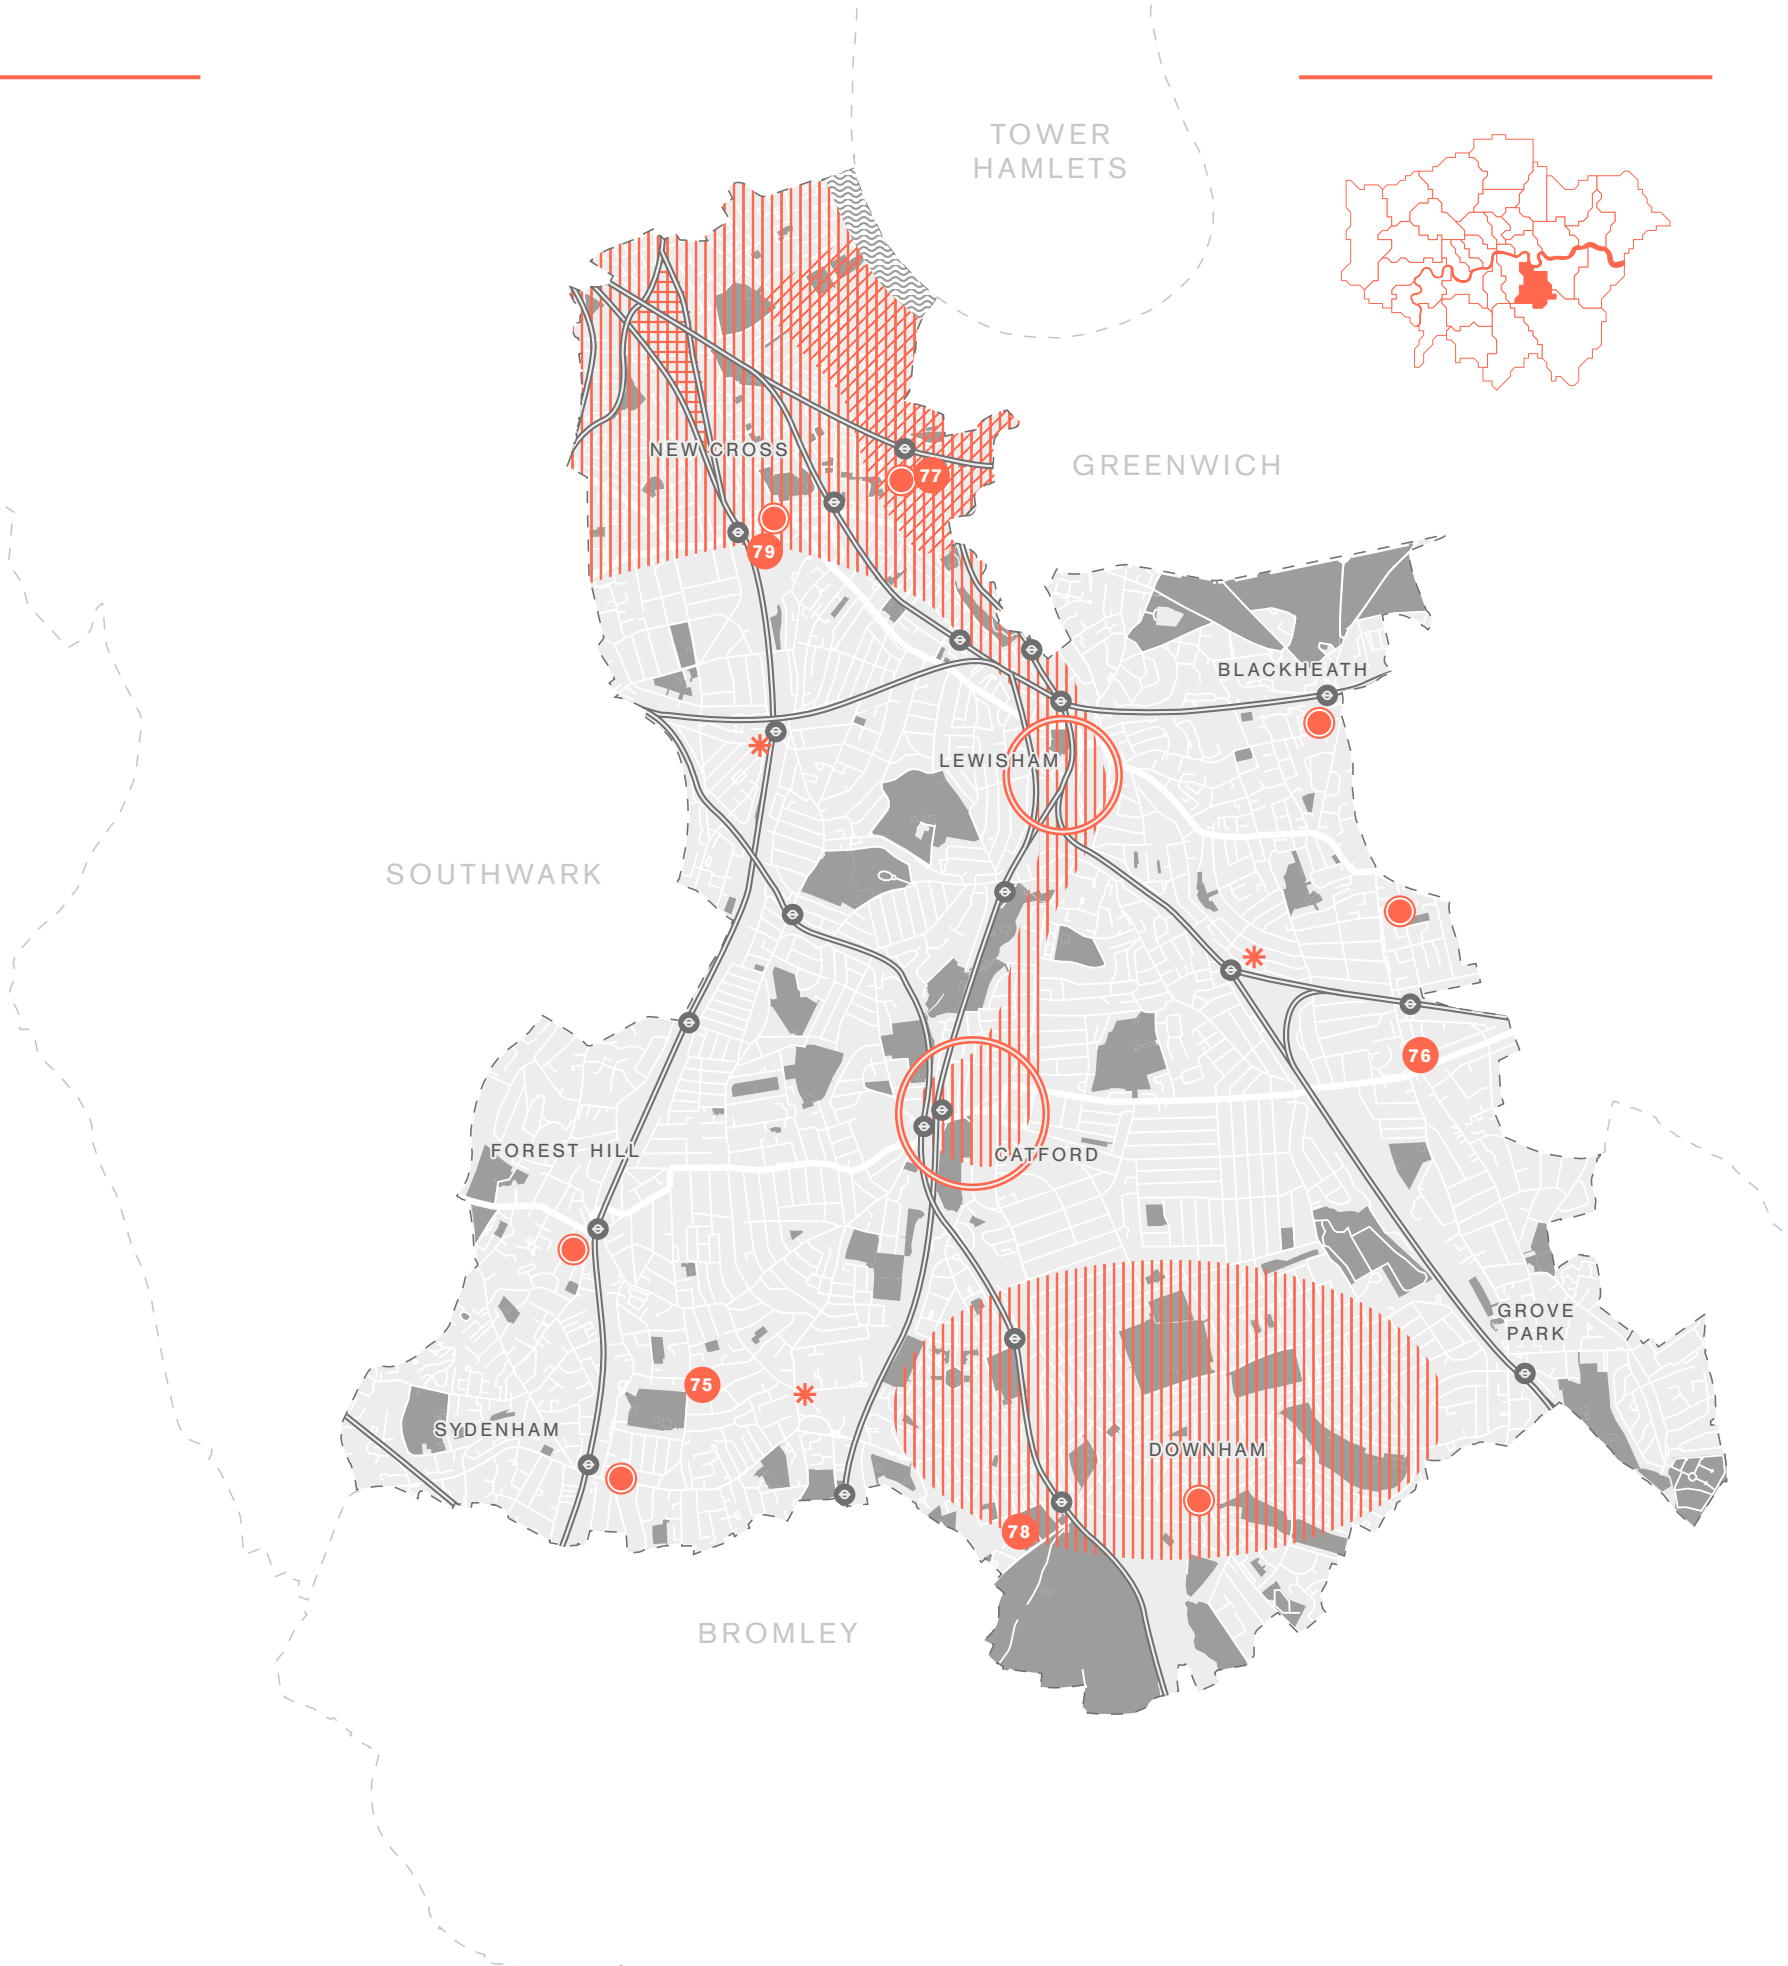 TOWER
HAMLETS
NEW CROSS
GREENWICH
77
79
BLACKHEATH
LEWISHAM
SOUTHWARK
76
FOREST HILL
CATFORD
GROVE
PARK
75
SYDENHAM
DOWNHAM
78
BROMLEY